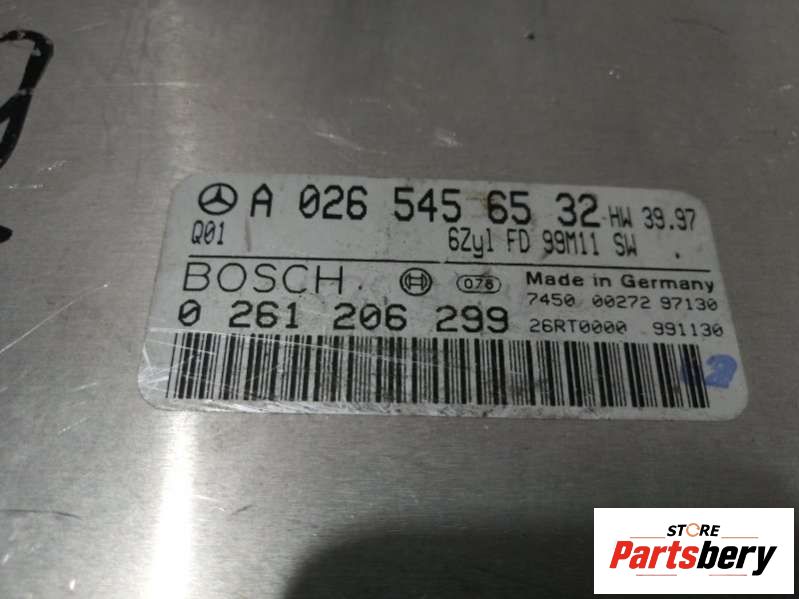 A 026 545 65 32 HW 39.97
Q01 6Zyl FD 99M11 SW .
BOSCH 078 Made in Germany
7450 00272 97130
0 261 206 299 26RT0000 991130
STORE
Partsbery